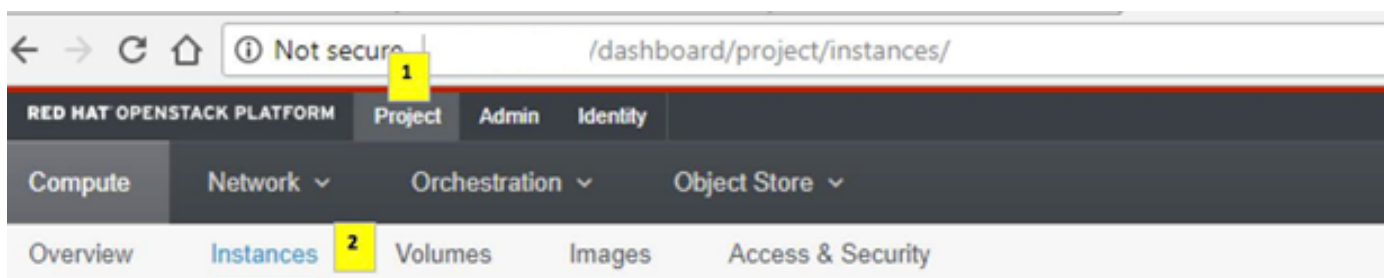 Not secure /dashboard/project/instances/
1
RED HAT OPENSTACK PLATFORM Project Admin Identity
Compute Network Orchestration Object Store
Overview Instances 2 Volumes Images Access & Security